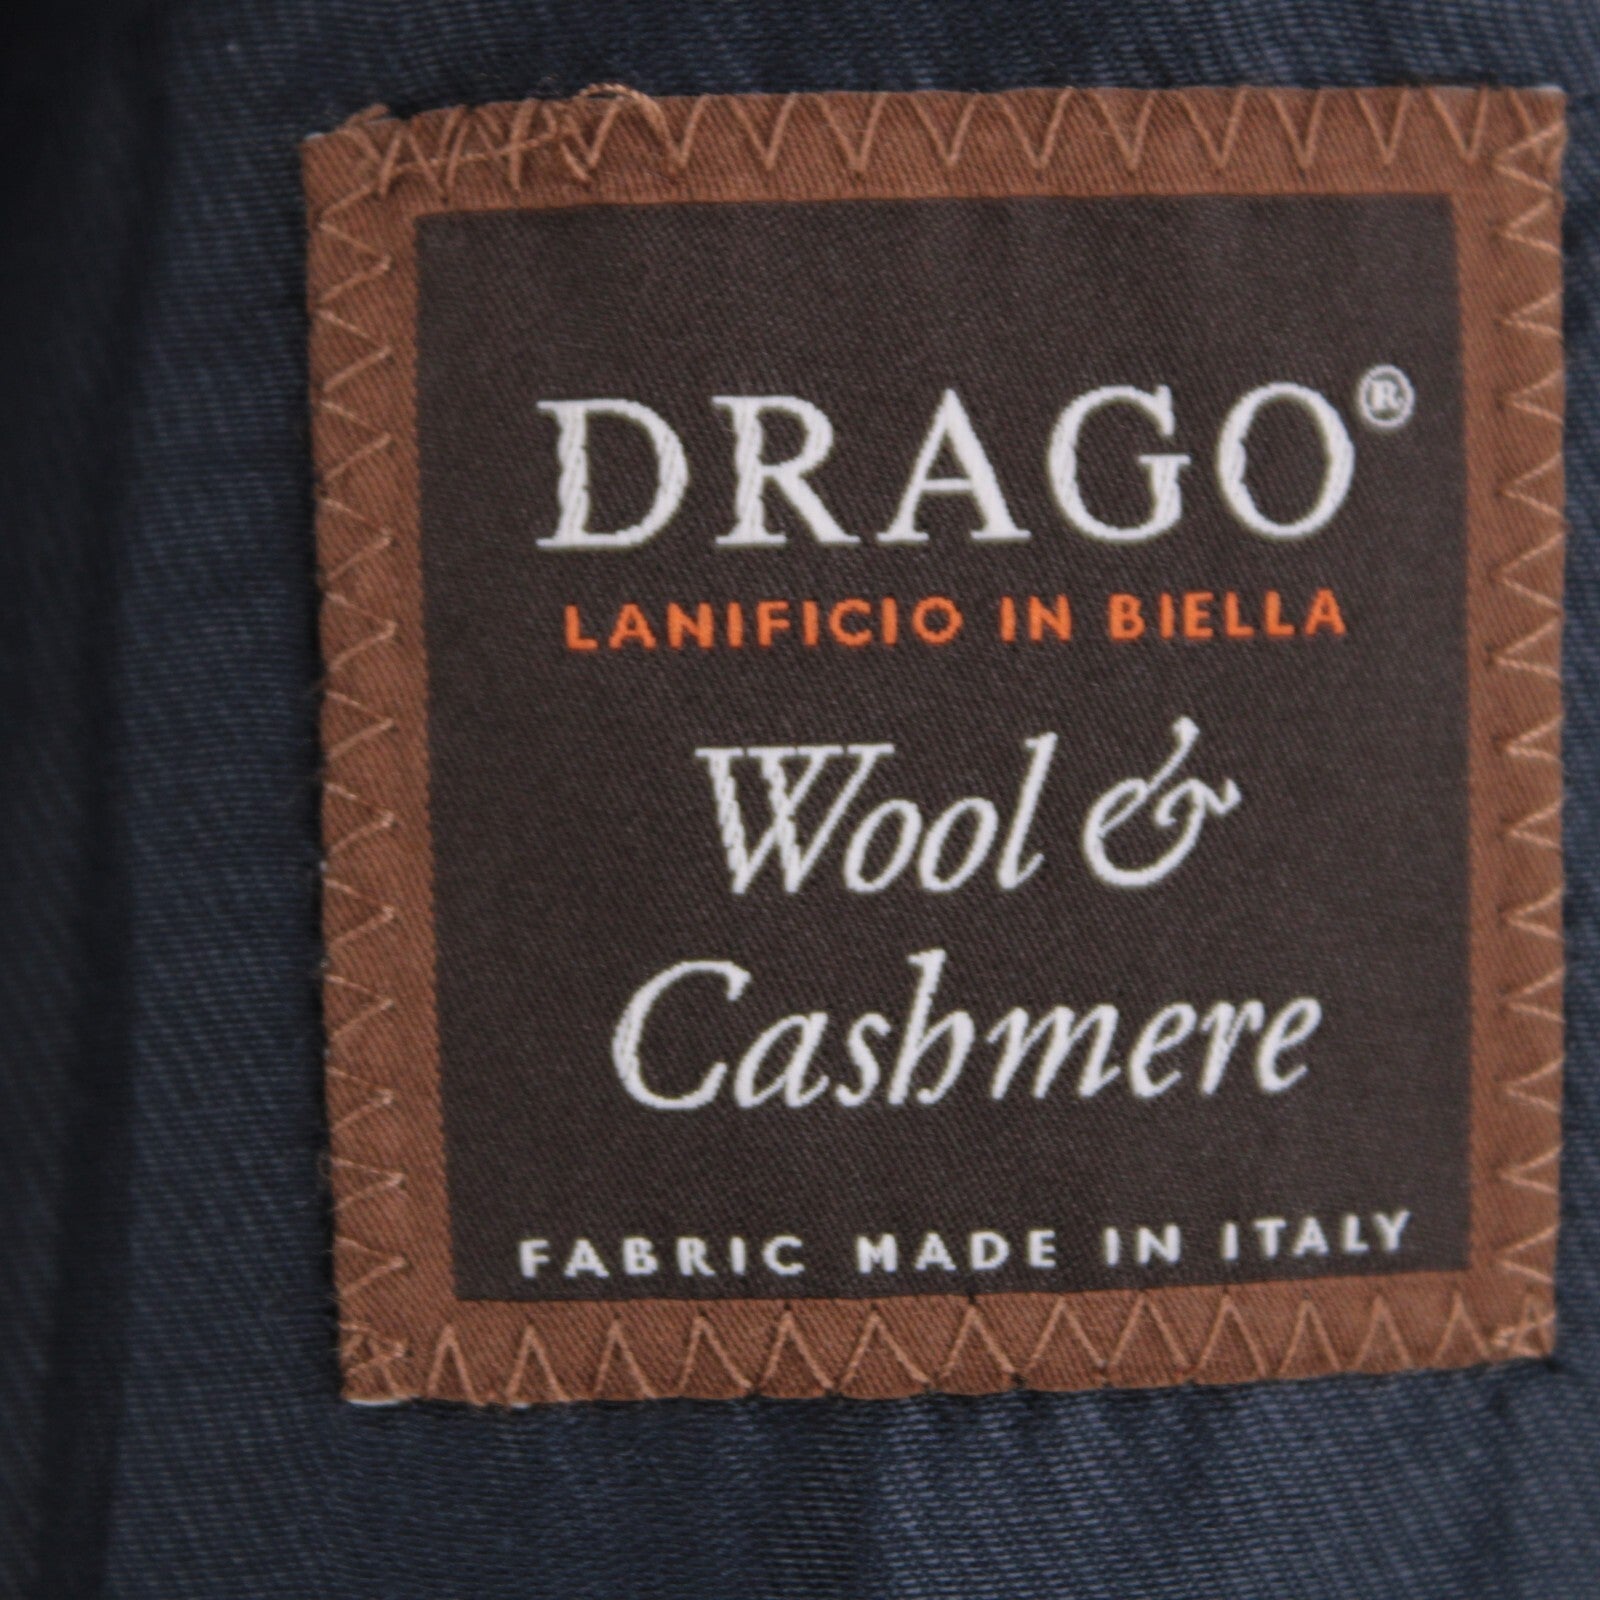 DRAGO®
LANIFICIO IN BIELLA
Wool &
Cashmere
FABRIC MADE IN ITALY